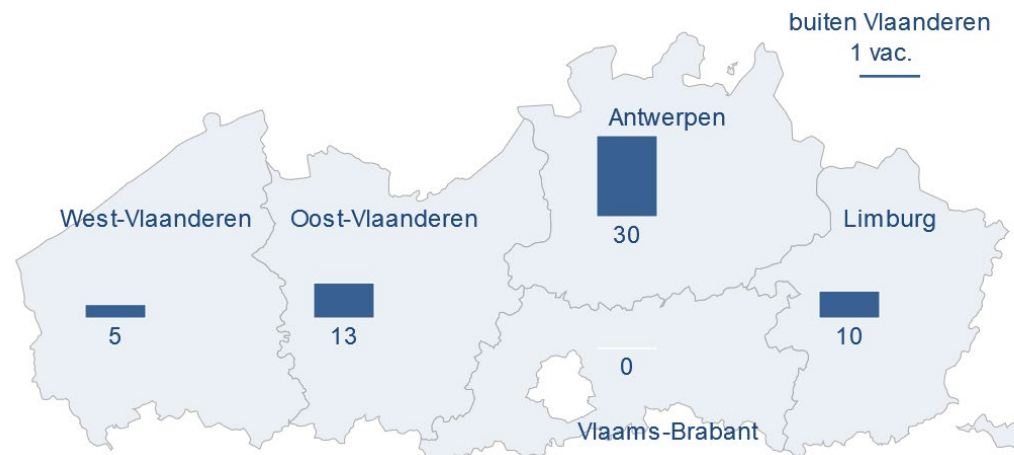 buiten Vlaanderen
1 vac.
Antwerpen
30
West-Vlaanderen
5
Oost-Vlaanderen
13
Limburg
10
0
Vlaams-Brabant